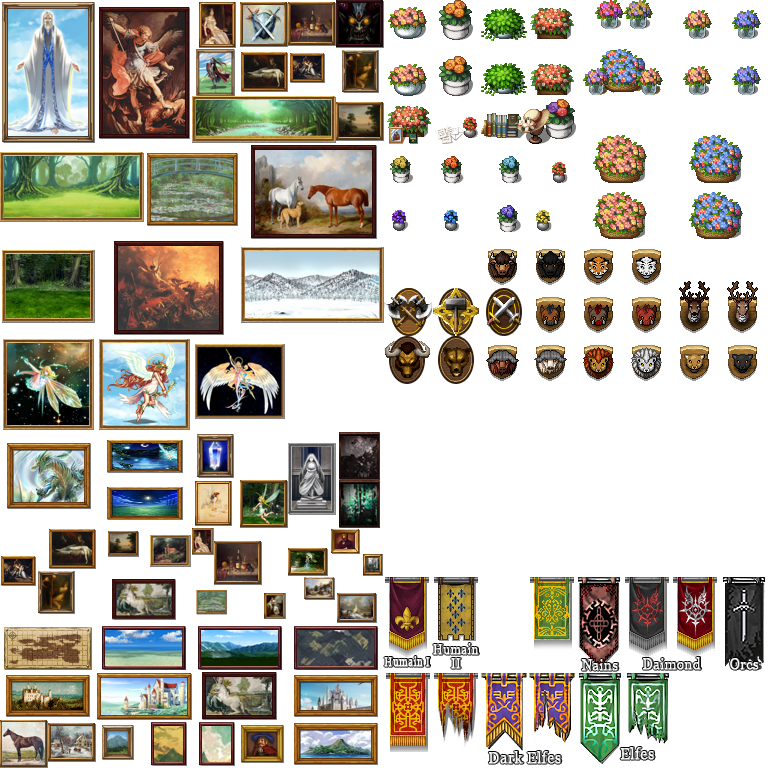 Humain I
Humain
II
Nains
Daimond
Orcs
Dark Elfes
Elfes